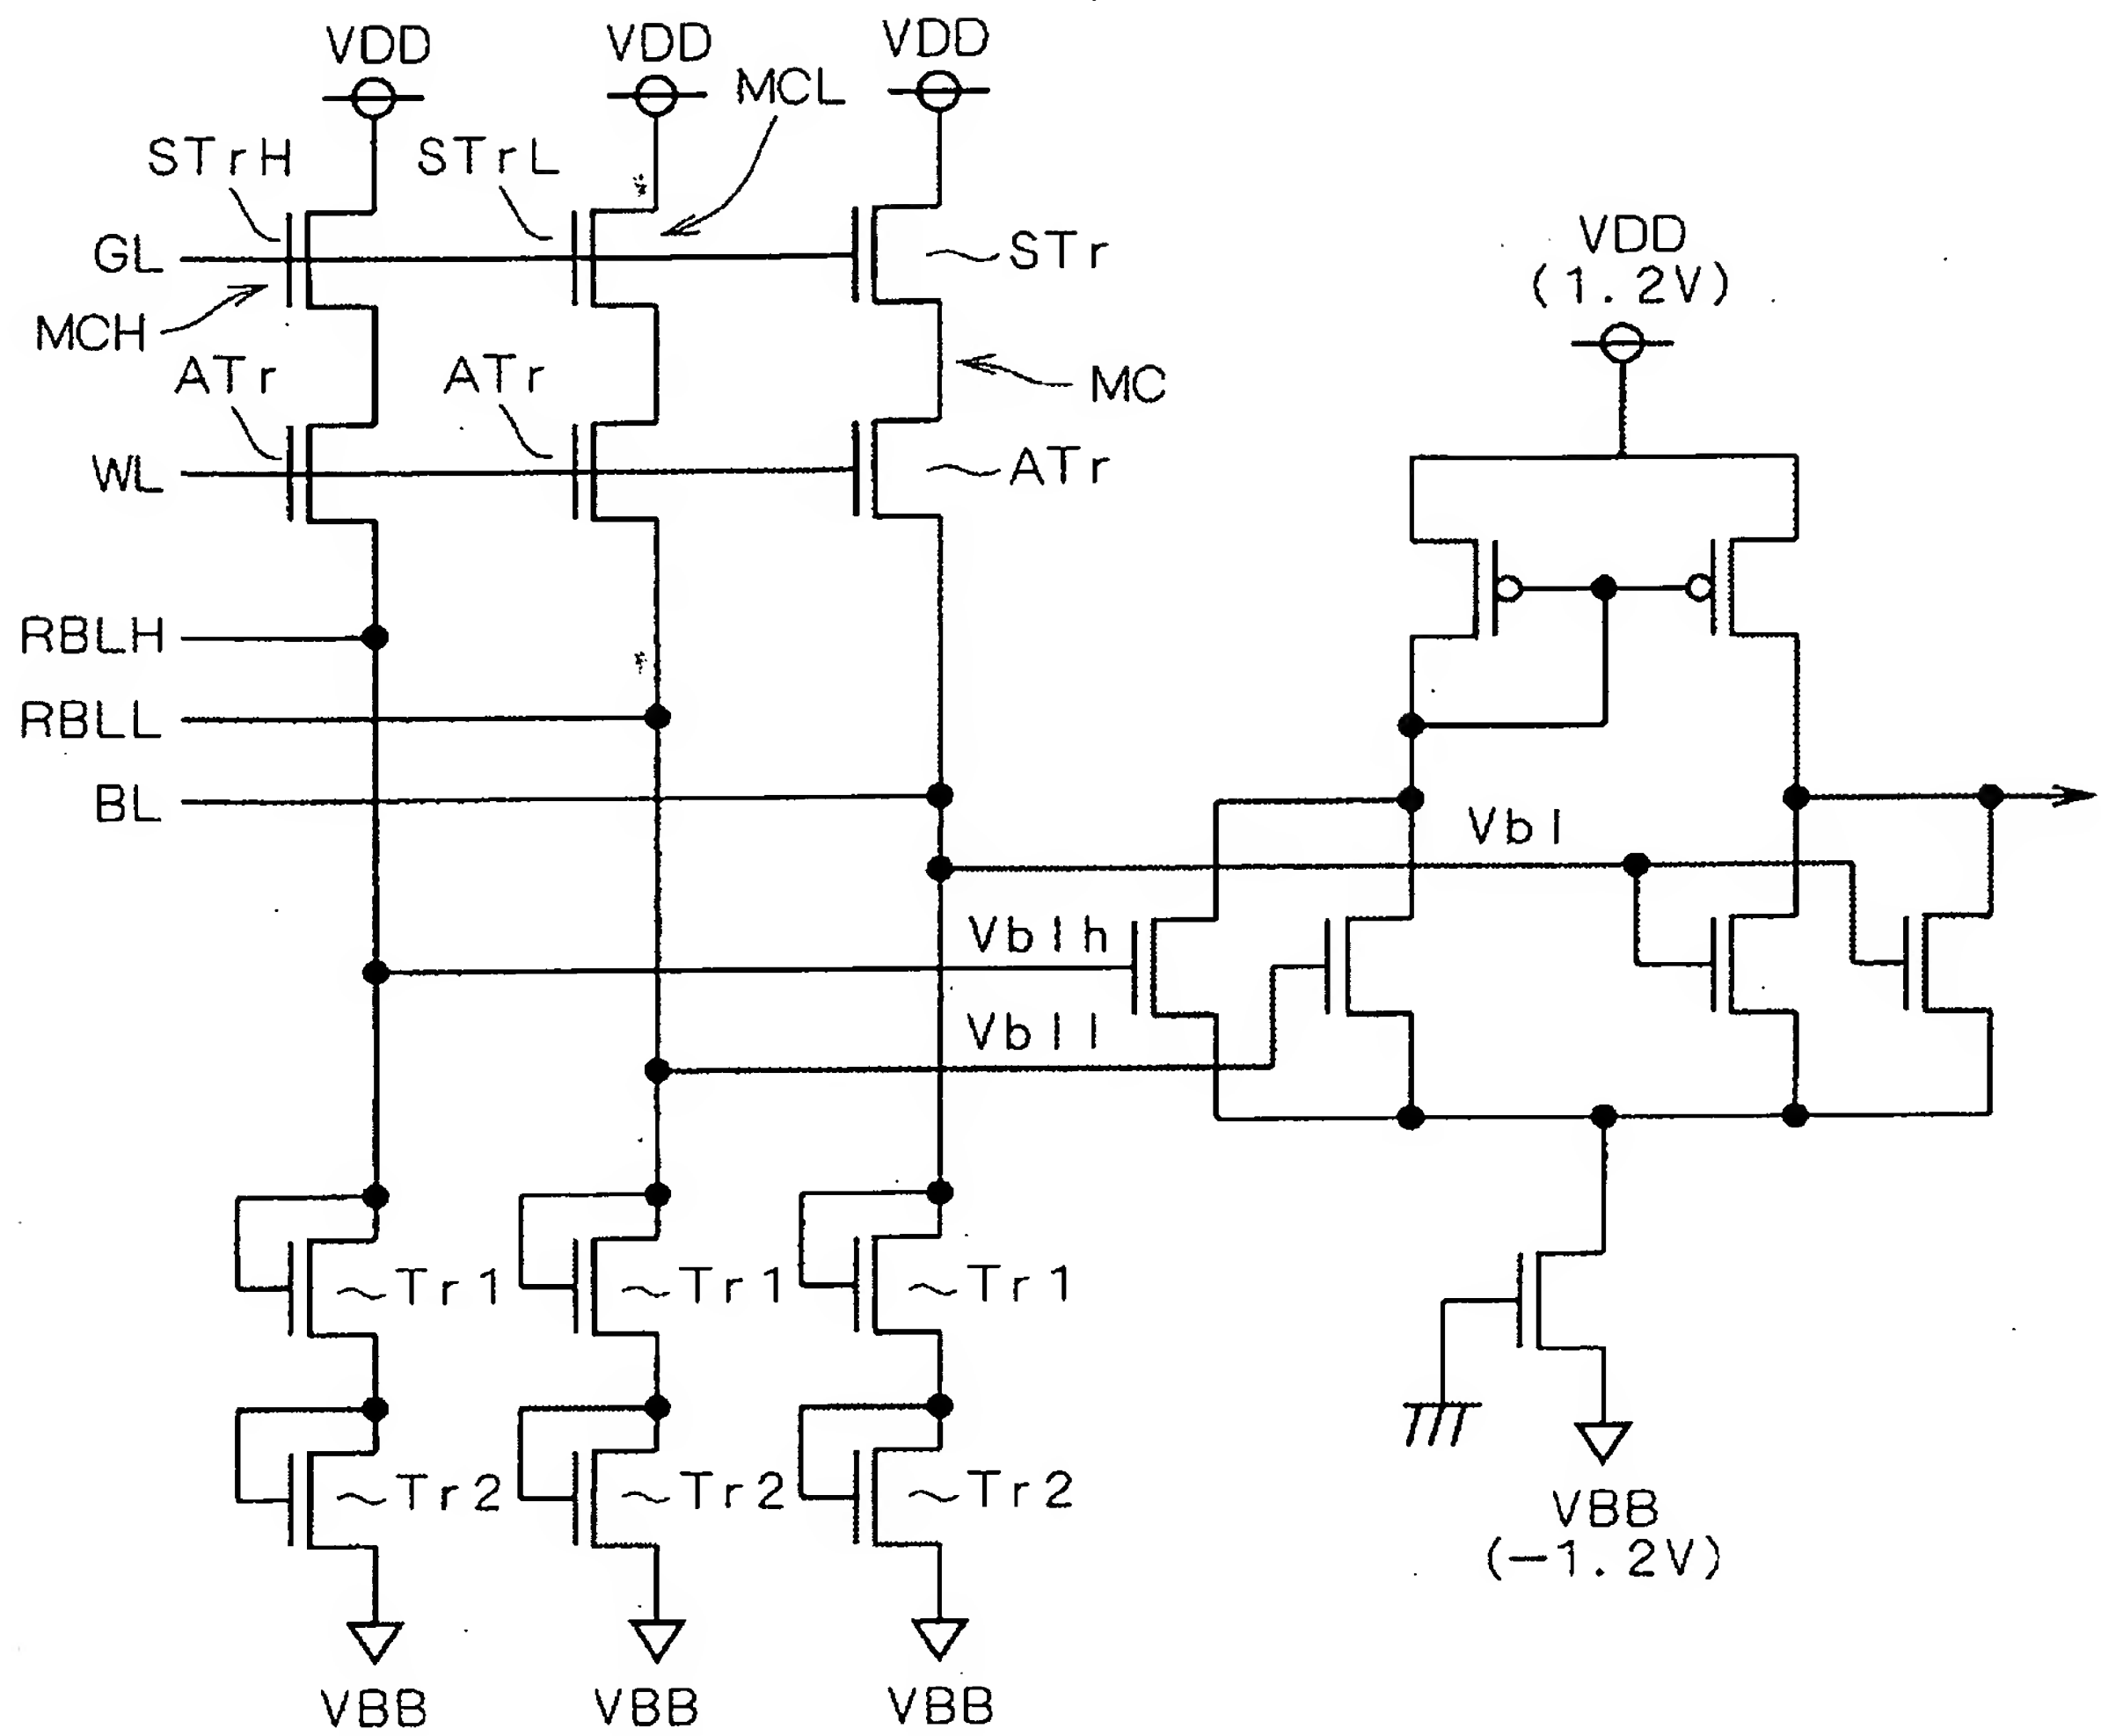 VDD VDD VDD
MCL
STrH STrL
GL STr
MCH
ATr ATr MC
WL ATr
VDD
(1.2V)
RBLH
RBLL
BL
Vbl
Vblh
Vbll
Tr1 Tr1 Tr1
Tr2 Tr2 Tr2
VBB
(-1.2V)
VBB VBB VBB